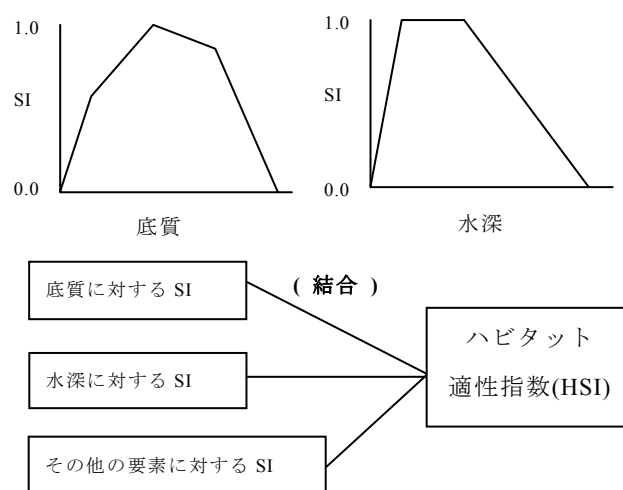 1.0
SI
0.0
底質
1.0
SI
0.0
水深
底質に対する SI
( 結合 )
水深に対する SI
その他の要素に対する SI
ハビタット
適性指数(HSI)